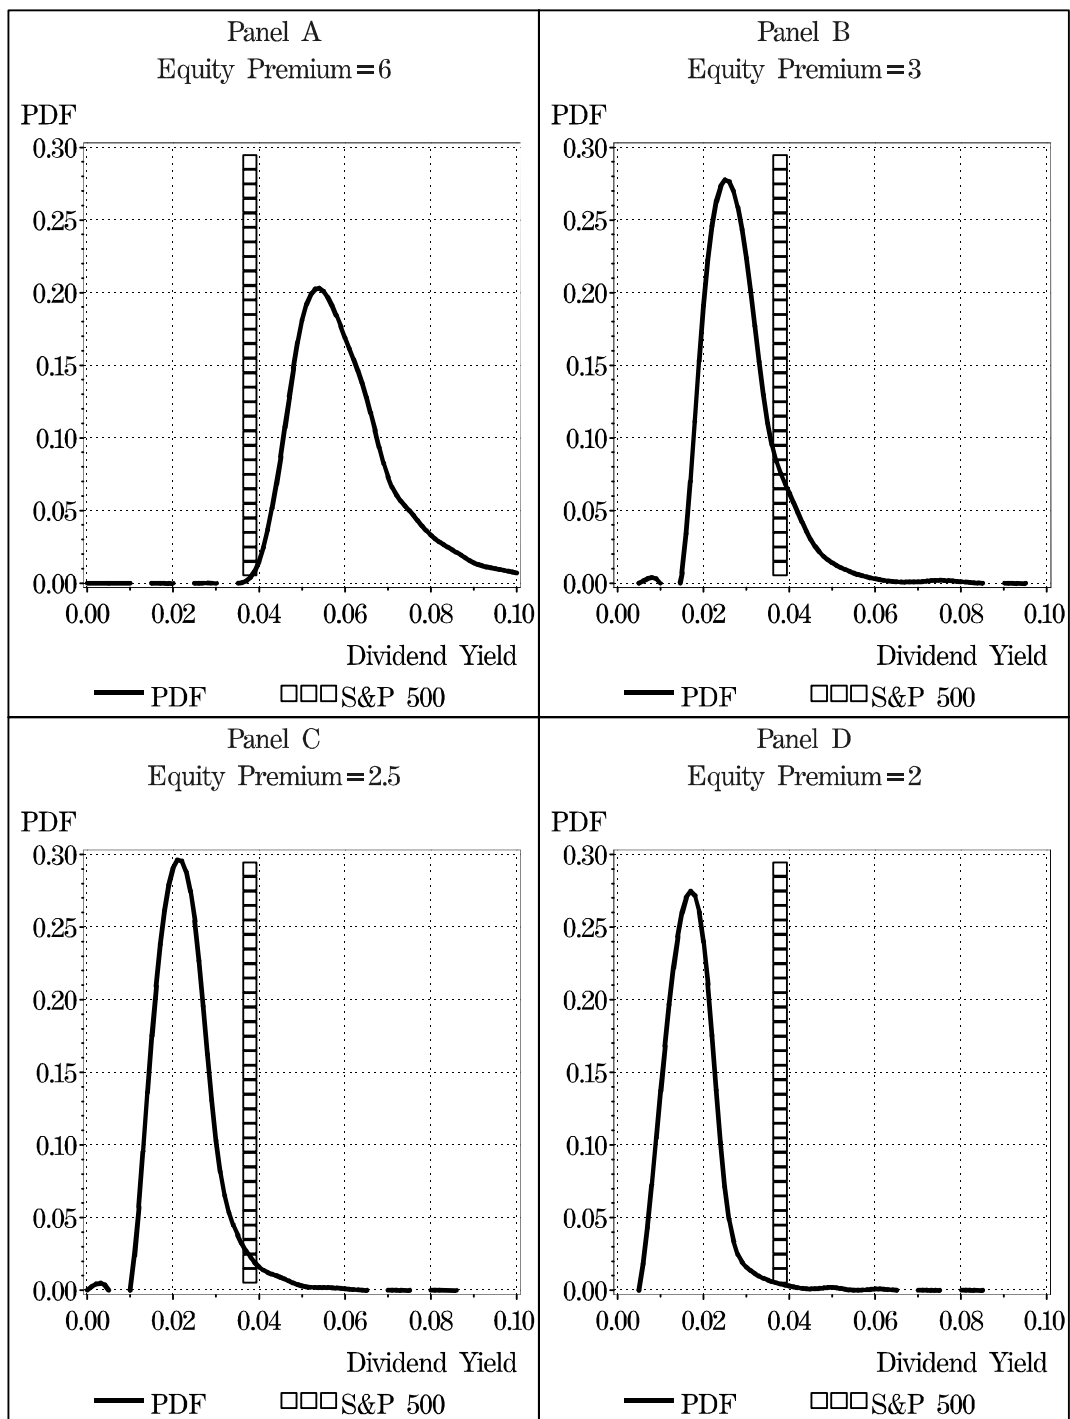 Panel A
Equity Premium=6
PDF
0.30
0.25
0.20
0.15
0.10
0.05
0.00
0.00 0.02 0.04 0.06 0.08 0.10
Dividend Yield
PDF S&P 500
Panel B
Equity Premium=3
PDF
0.30
0.25
0.20
0.15
0.10
0.05
0.00
0.00 0.02 0.04 0.06 0.08 0.10
Dividend Yield
PDF S&P 500
Panel C
Equity Premium=2.5
PDF
0.30
0.25
0.20
0.15
0.10
0.05
0.00
0.00 0.02 0.04 0.06 0.08 0.10
Dividend Yield
PDF S&P 500
Panel D
Equity Premium=2
PDF
0.30
0.25
0.20
0.15
0.10
0.05
0.00
0.00 0.02 0.04 0.06 0.08 0.10
Dividend Yield
PDF S&P 500